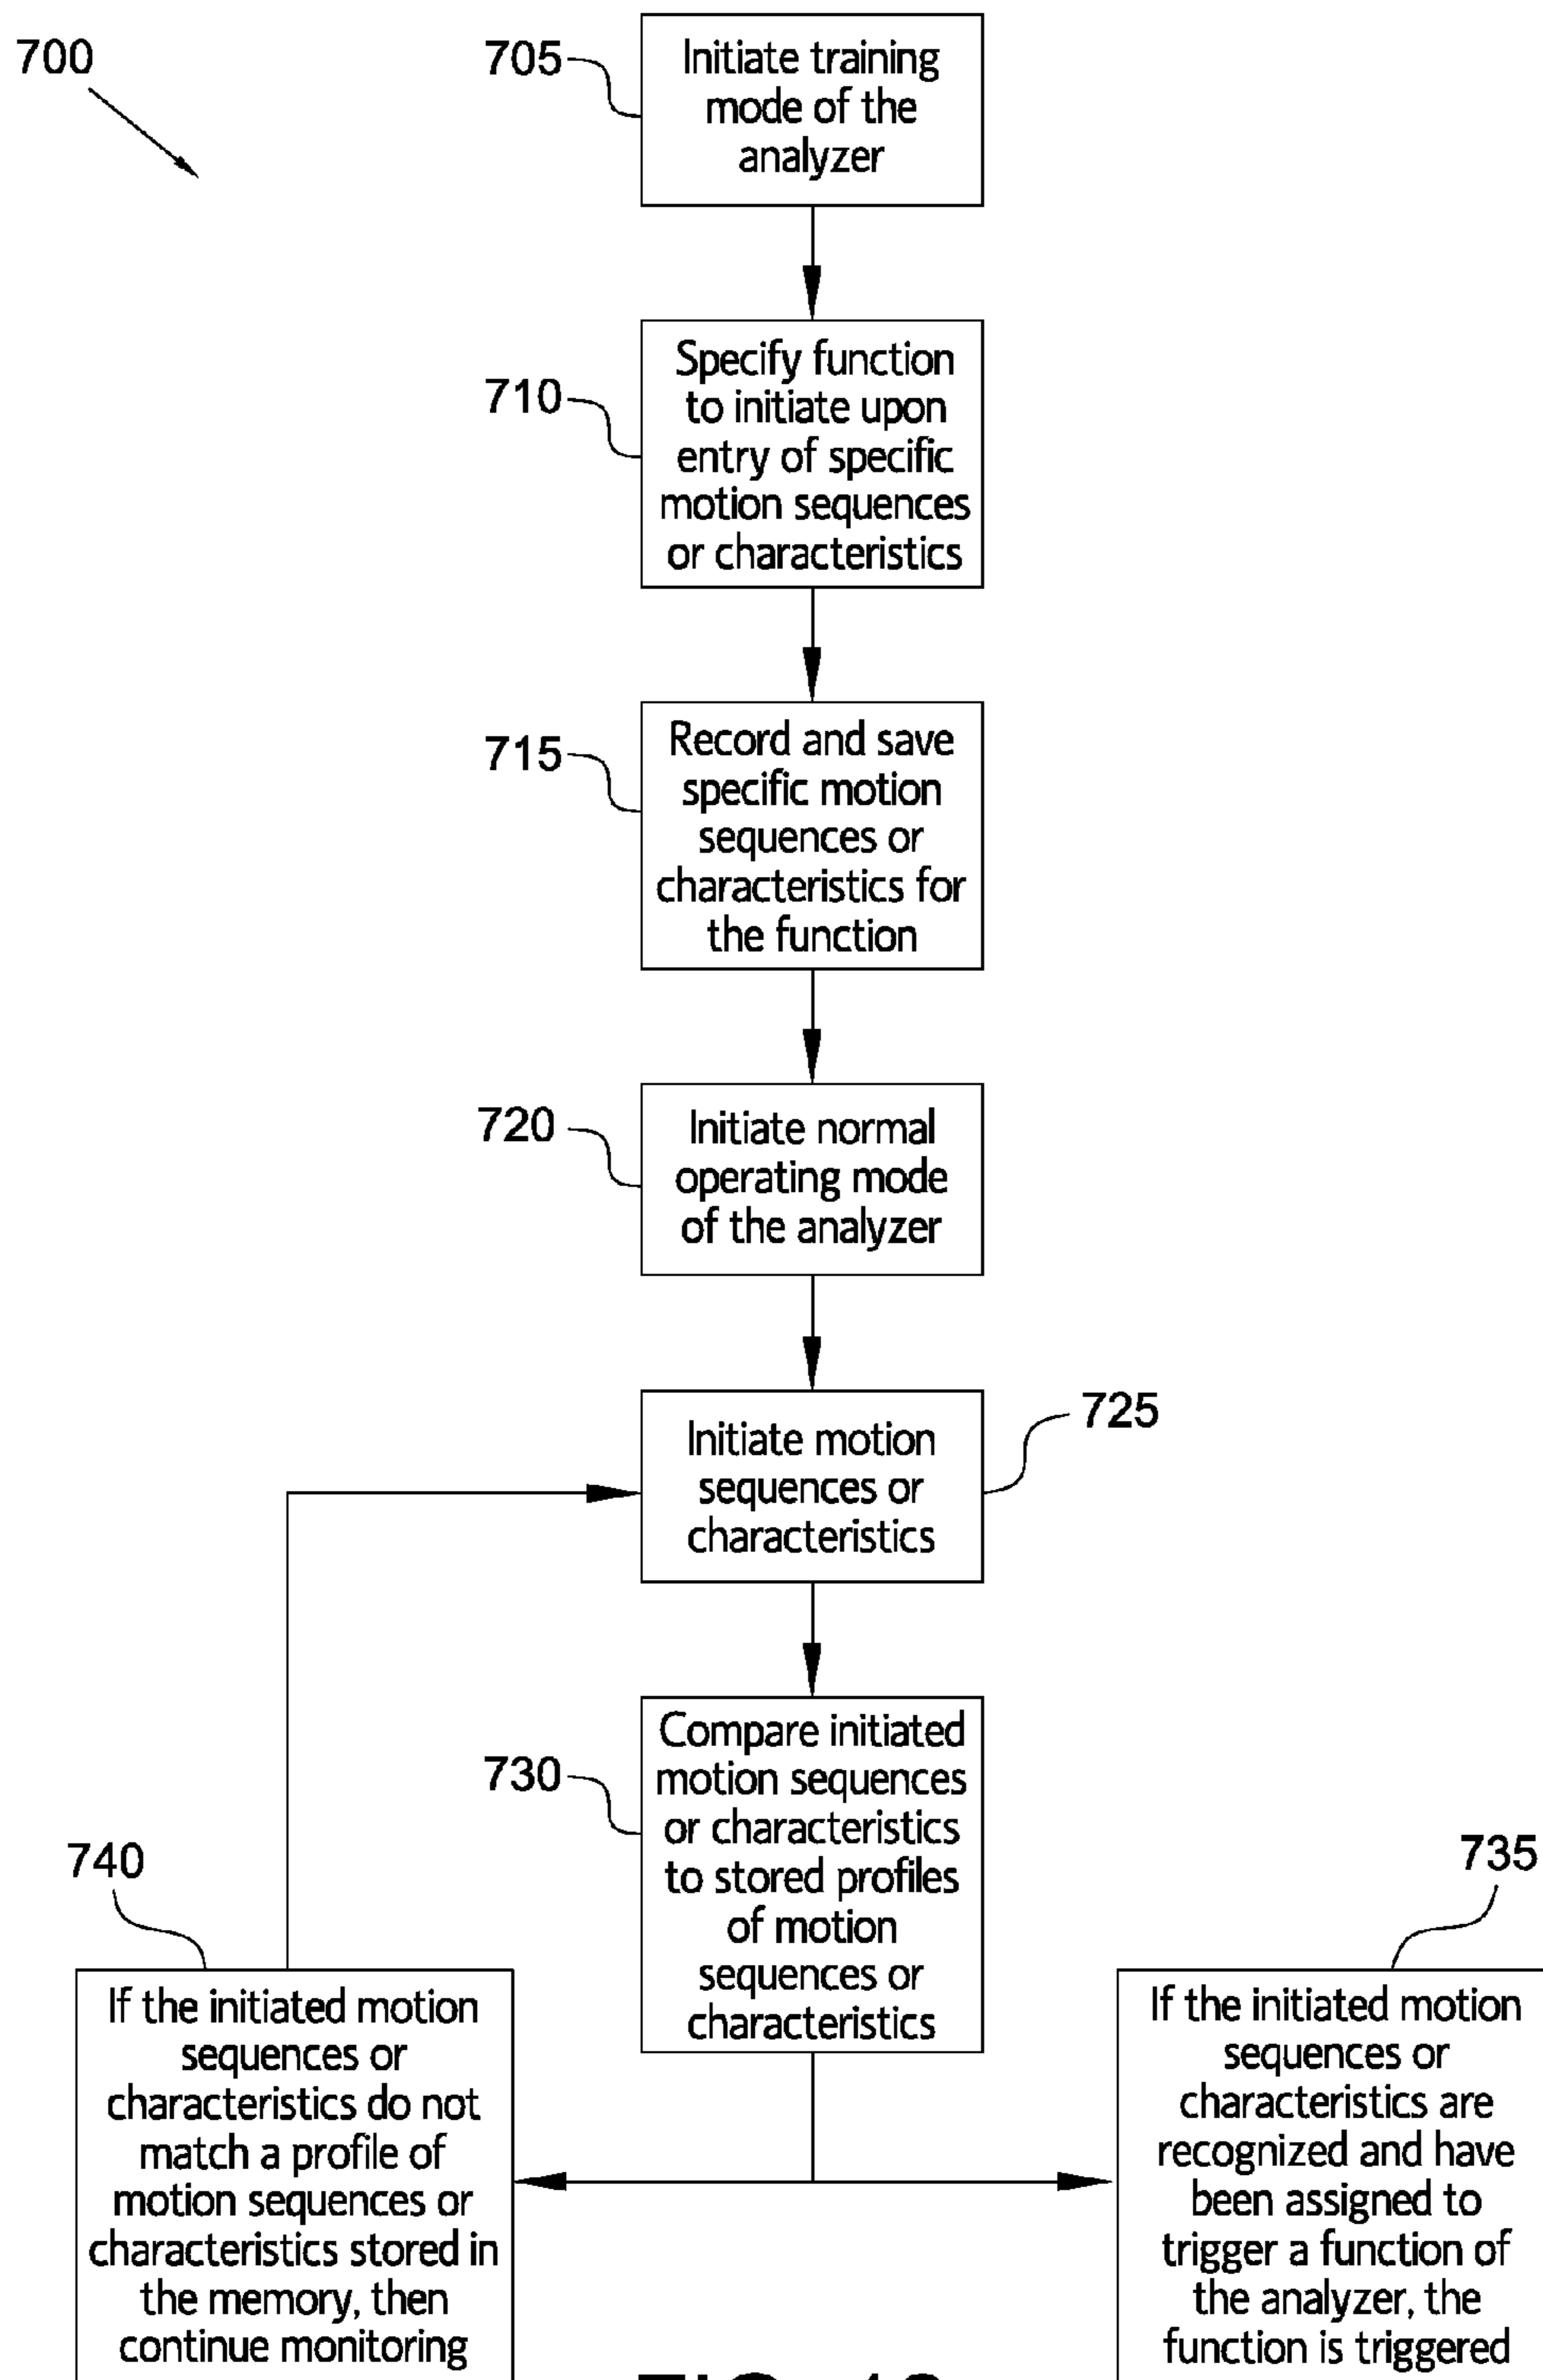 700
705
Initiate training
mode of the
analyzer
710
Specify function
to initiate upon
entry of specific
motion sequences
or characteristics
715
Record and save
specific motion
sequences or
characteristics for
the function
720
Initiate normal
operating mode
of the analyzer
725
Initiate motion
sequences or
characteristics
730
Compare initiated
motion sequences
or characteristics
to stored profiles
of motion
sequences or
characteristics
740
If the initiated motion
sequences or
characteristics do not
match a profile of
motion sequences or
characteristics stored in
the memory, then
continue monitoring
735
If the initiated motion
sequences or
characteristics are
recognized and have
been assigned to
trigger a function of
the analyzer, the
function is triggered